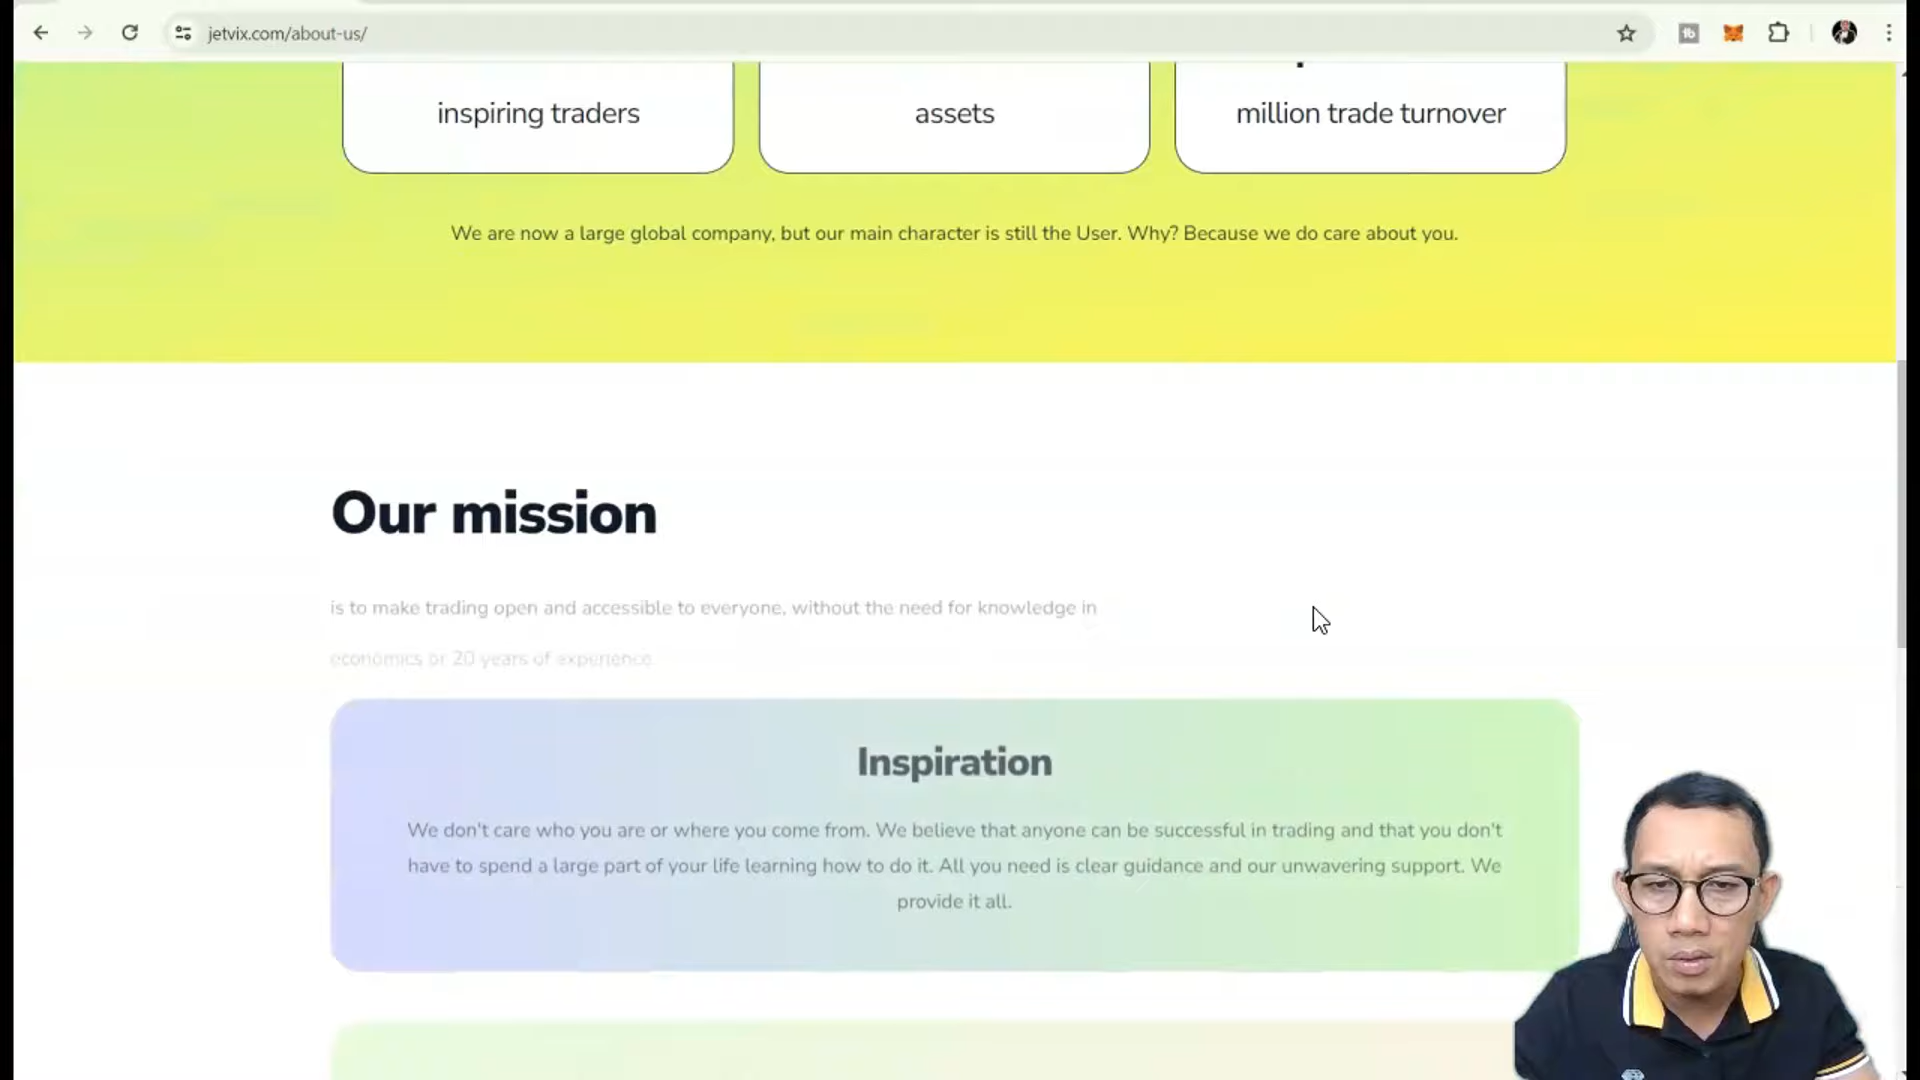 jetvix.com/about-us/
inspiring traders
assets
million trade turnover
We are now a large global company, but our main character is still the User. Why? Because we do care about you.
Our mission
is to make trading open and accessible to everyone, without the need for knowledge in
economics or 20 years of experience
Inspiration
We don't care who you are or where you come from. We believe that anyone can be successful in trading and that you don't
have to spend a large part of your life learning how to do it. All you need is clear guidance and our unwavering support. We
provide it all.